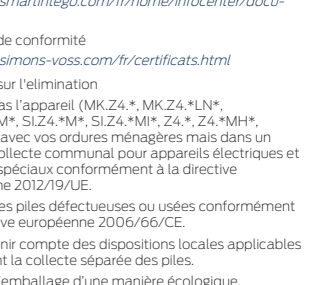 smartintego.com/fr/home/infocenter/docu-
de conformité
simons-voss.com/fr/certificats.html
sur l'elimination
as l'appareil (MK.Z4.*, MK.Z4.*LN*,
M*, SI.Z4.*M*, SI.Z4.*MI*, Z4.*, Z4.*MH*,
avec vos ordures ménagères mais dans un
ollecte communal pour appareils électriques et
spéciaux conformément à la directive
ne 2012/19/UE.
es piles défectueuses ou usées conformément
ve européenne 2006/66/CE.
nir compte des dispositions locales applicables
nt la collecte séparée des piles.
'emballage d'une manière écologique.